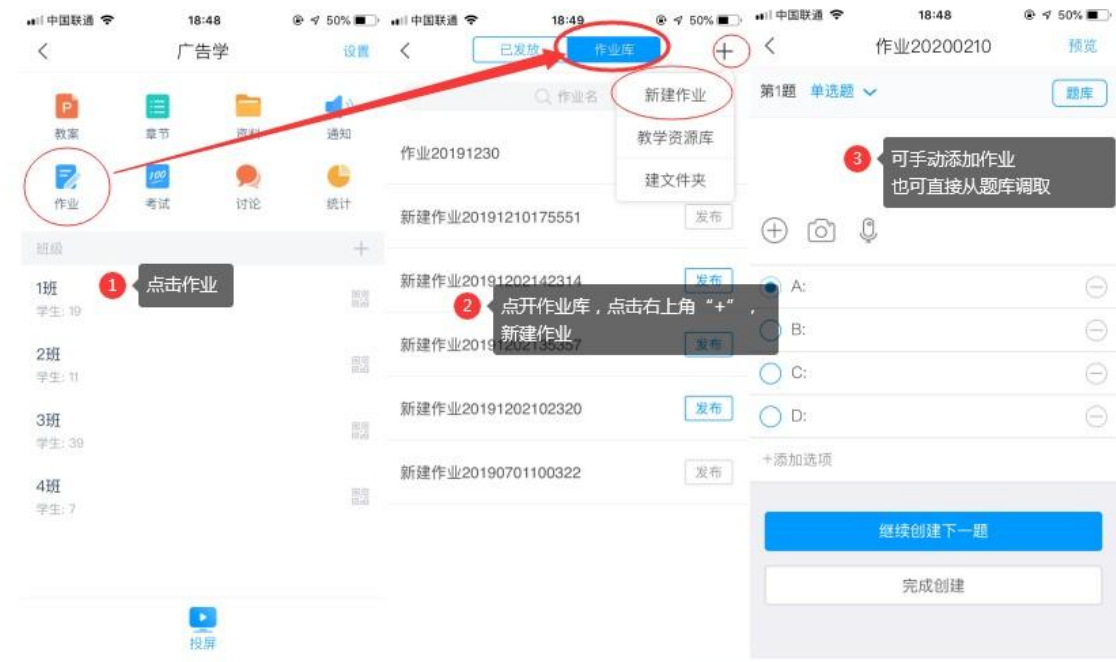 中国联通
18:48
50%
广告学
设置
P
教案
章节
资料
通知
100
作业
考试
讨论
统计
班级
1班
学生: 19
2班
学生: 11
3班
学生: 39
4班
学生: 7
1
点击作业
投屏
中国联通
18:49
50%
已发放
作业库
作业名
新建作业
教学资源库
建文件夹
作业20191230
新建作业20191210175551
发布
新建作业20191202142314
发布
2
点开作业库，点击右上角“+”，
新建作业
新建作业20191202135357
发布
新建作业20191202102320
发布
新建作业20190701100322
发布
中国联通
18:48
50%
作业20200210
预览
第1题 单选题
题库
3
可手动添加作业
也可直接从题库调取
A:
B:
C:
D:
+添加选项
继续创建下一题
完成创建